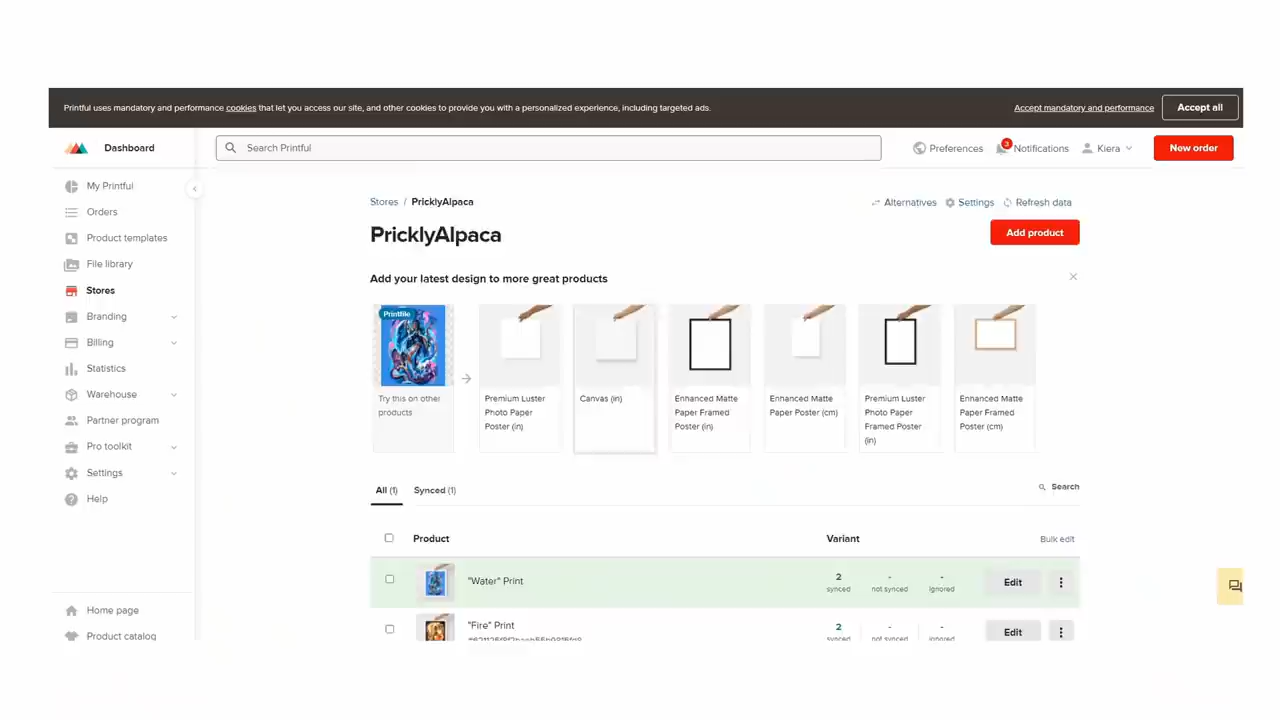 Printful uses mandatory and performance cookies that let you access our site, and other cookies to provide you with a personalized experience, including targeted ads.
Accept mandatory and performance
Accept all
Dashboard
Search Printful
Preferences
3
Notifications
Kiera
New order
My Printful
Orders
Product templates
File library
Stores
Branding
Billing
Statistics
Warehouse
Partner program
Pro toolkit
Settings
Help
Home page
Product catalog
Stores / PricklyAlpaca
Alternatives
Settings
Refresh data
PricklyAlpaca
Add product
Add your latest design to more great products
Printfile
Try this on other
products
Premium Luster
Photo Paper
Poster (in)
Canvas (in)
Enhanced Matte
Paper Framed
Poster (in)
Enhanced Matte
Paper Poster (cm)
Premium Luster
Photo Paper
Framed Poster
(in)
Enhanced Matte
Paper Framed
Poster (cm)
All (1)
Synced (1)
Search
Product
Variant
Bulk edit
"Water" Print
2
synced
-
not synced
-
ignored
Edit
"Fire" Print
2
synced
-
not synced
-
ignored
Edit